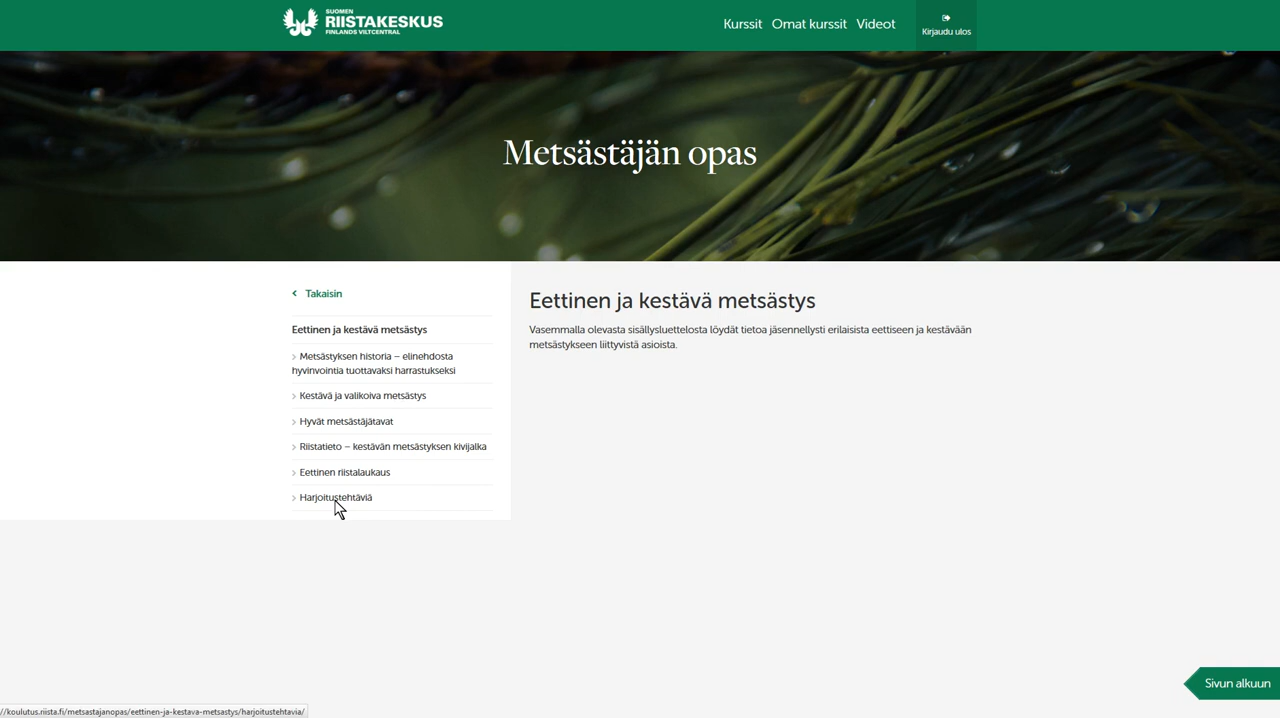 SUOMEN
RIISTAKESKUS
FINLANDS VILTCENTRAL
Kurssit Omat kurssit Videot
Kirjaudu ulos
Metsästäjän opas
Takaisin
Eettinen ja kestävä metsästys
Metsästyksen historia – elinehdosta
hyvinvointia tuottavaksi harrastukseksi
Kestävä ja valikoiva metsästys
Hyvät metsästäjätavat
Riistatieto – kestävän metsästyksen kivijalka
Eettinen riistalaukaus
Harjoitustehtäviä
Eettinen ja kestävä metsästys
Vasemmalla olevasta sisällysluettelosta löydät tietoa jäsennellysti erilaisista eettiseen ja kestävään
metsästykseen liittyvistä asioista.
Sivun alkuun
//koulutus.riista.fi/metsastajanopas/eettinen-ja-kestava-metsastys/harjoitustehtavia/